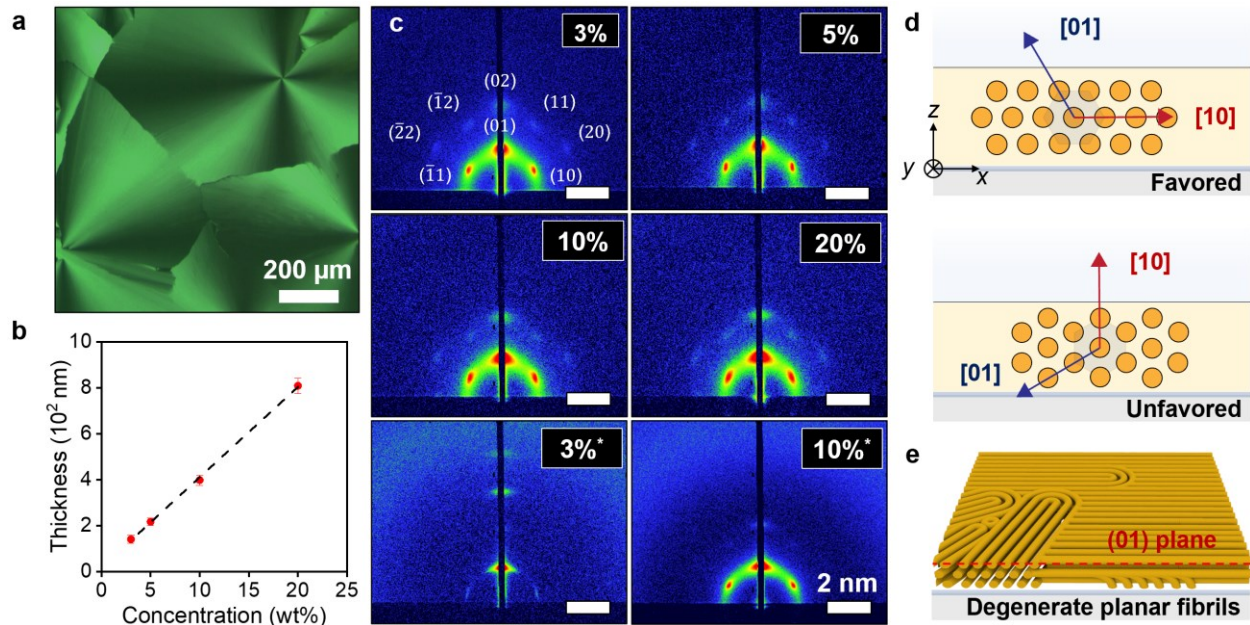 a
200 μm
b
Thickness (10² nm)
10
8
6
4
2
0
0
5
10
15
20
25
Concentration (wt%)
c
3%
(02)
(1̄2)
(11)
(2̄2)
(01)
(20)
(1̄1)
(10)
5%
10%
20%
3%*
10%*
2 nm
d
[01]
[10]
z
y
x
Favored
[10]
[01]
Unfavored
e
(01) plane
Degenerate planar fibrils